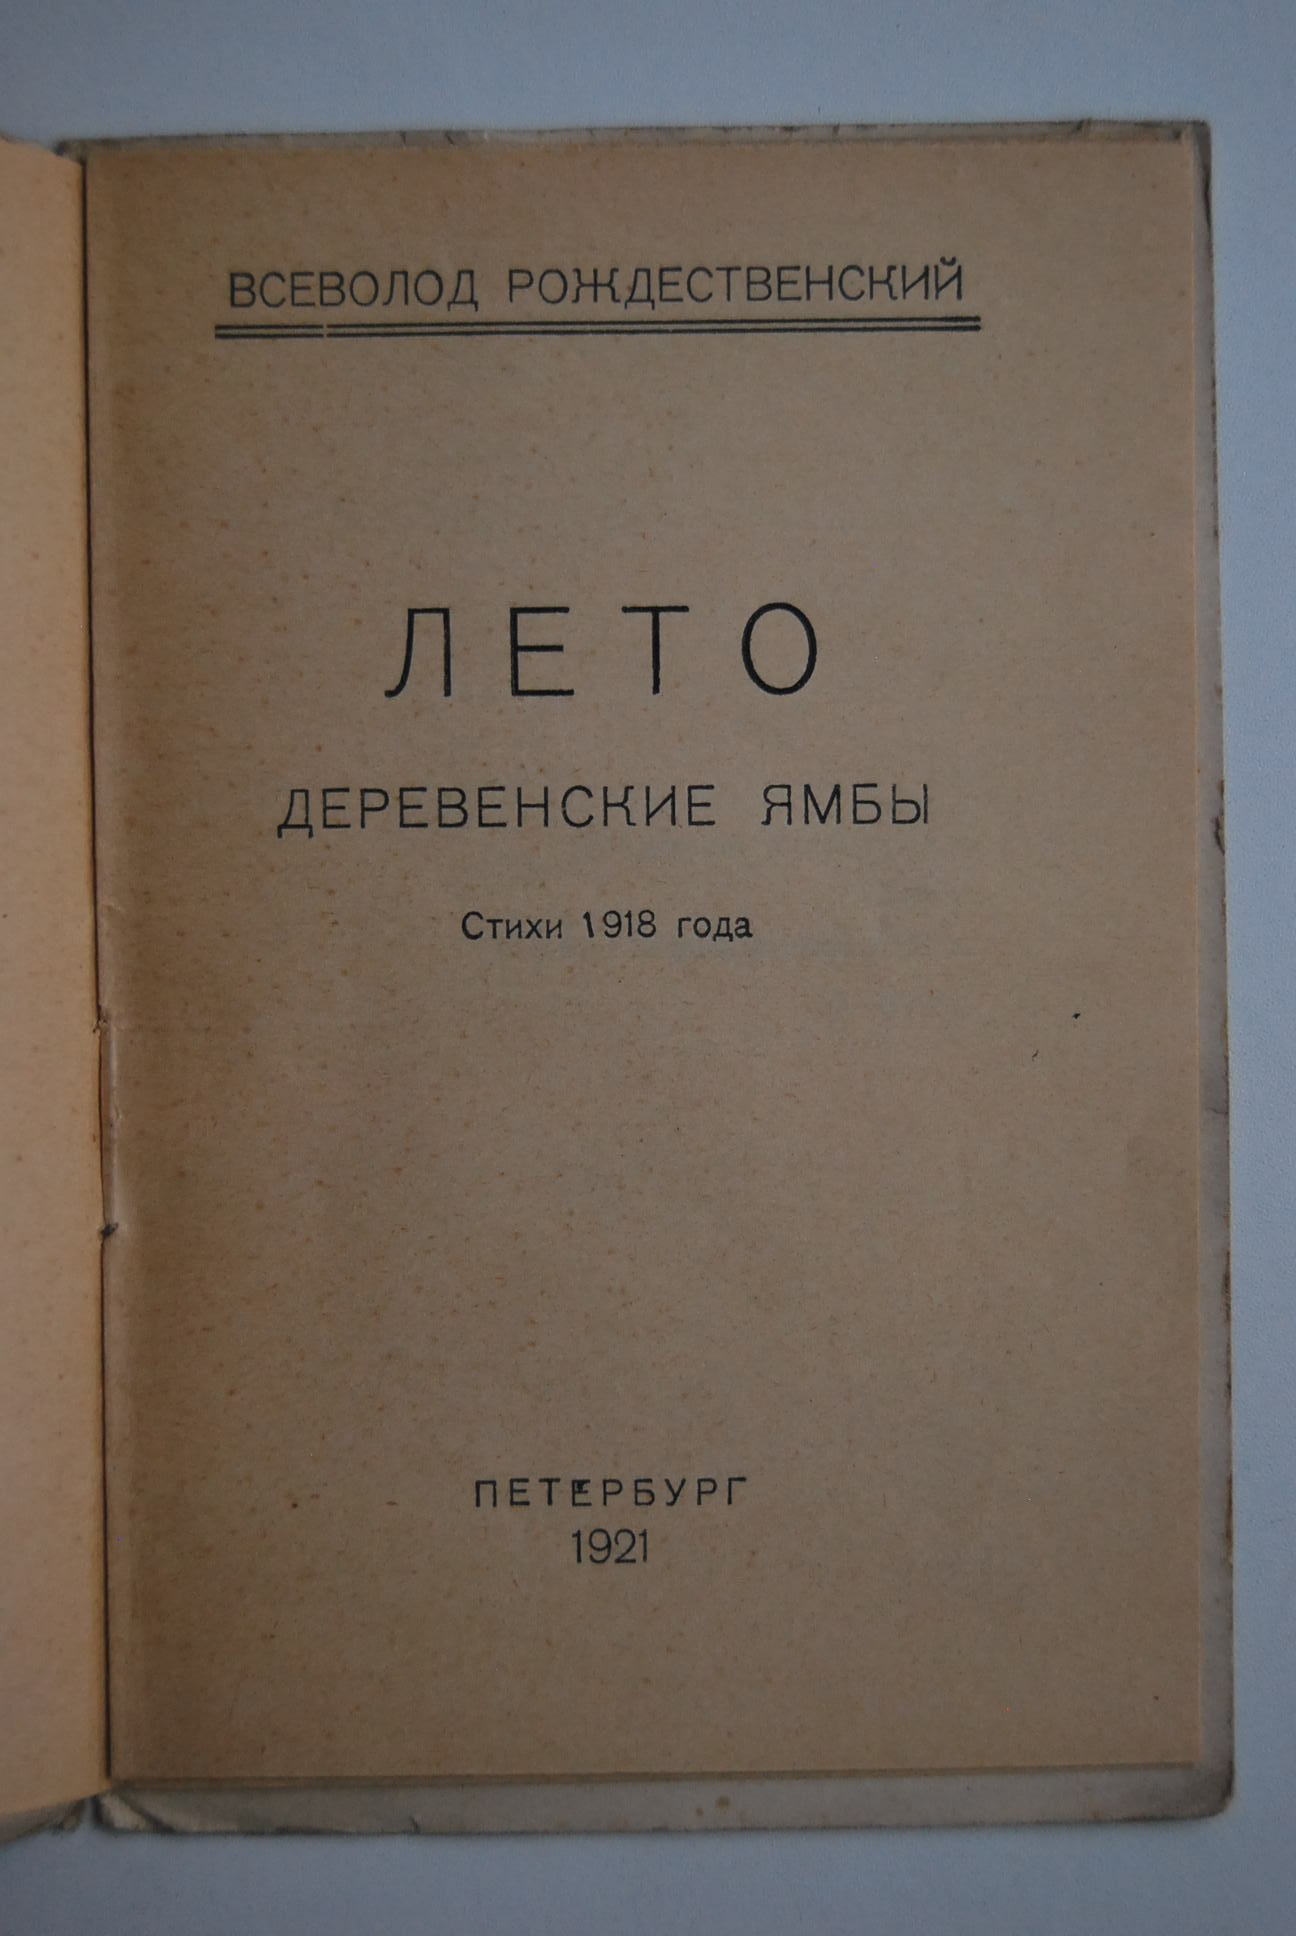 ВСЕВОЛОД РОЖДЕСТВЕНСКИЙ
ЛЕТО
ДЕРЕВЕНСКИЕ ЯМБЫ
Стихи 1918 года
ПЕТЕРБУРГ
1921